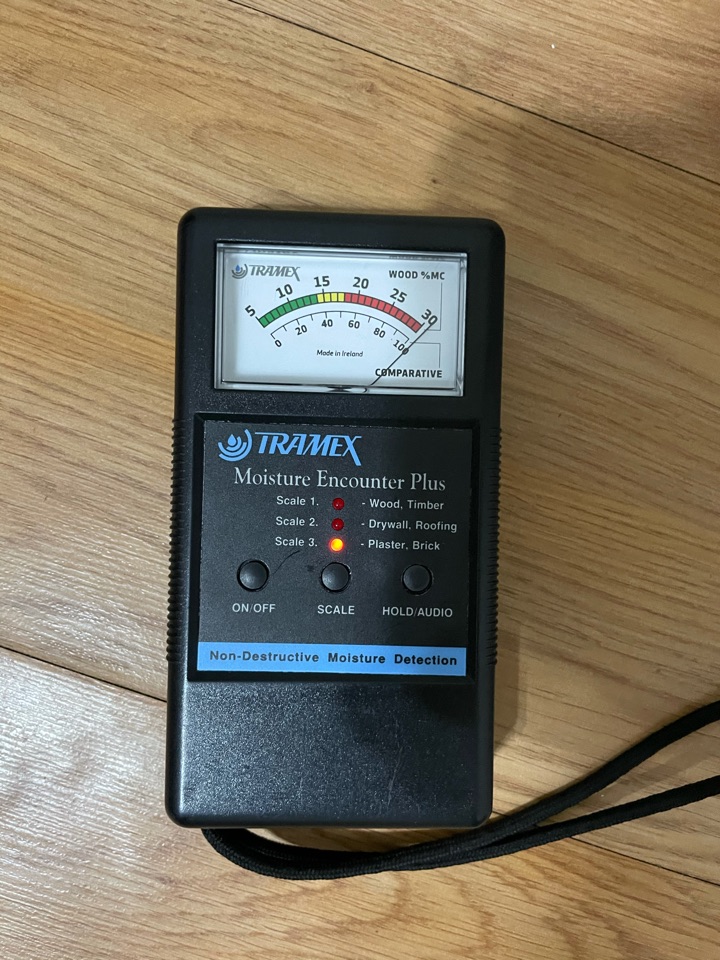 TRAMEX
WOOD %MC
5 10 15 20 25 30
0 20 40 60 80 100
Made in Ireland
COMPARATIVE
TRAMEX
Moisture Encounter Plus
Scale 1. - Wood, Timber
Scale 2. - Drywall, Roofing
Scale 3. - Plaster, Brick
ON/OFF SCALE HOLD/AUDIO
Non-Destructive Moisture Detection